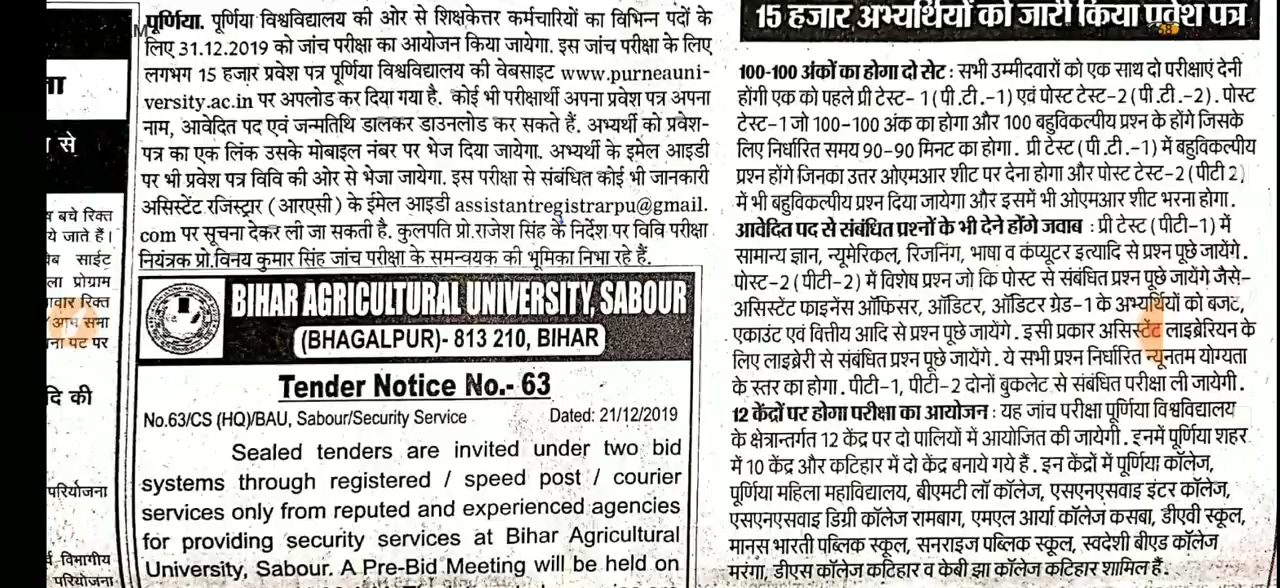 पूर्णिया. पूर्णिया विश्वविद्यालय की ओर से शिक्षकेत्तर कर्मचारियों का विभिन्न पदों के
लिए 31.12.2019 को जांच परीक्षा का आयोजन किया जायेगा. इस जांच परीक्षा के लिए
लगभग 15 हजार प्रवेश पत्र पूर्णिया विश्वविद्यालय की वेबसाइट www.purneauni-
versity.ac.in पर अपलोड कर दिया गया है. कोई भी परीक्षार्थी अपना प्रवेश पत्र अपना
नाम, आवेदित पद एवं जन्मतिथि डालकर डाउनलोड कर सकते हैं. अभ्यर्थी को प्रवेश-
पत्र का एक लिंक उसके मोबाइल नंबर पर भेज दिया जायेगा. अभ्यर्थी के इमेल आइडी
पर भी प्रवेश पत्र विवि की ओर से भेजा जायेगा. इस परीक्षा से संबंधित कोई भी जानकारी
असिस्टेंट रजिस्ट्रार (आरएसी) के ईमेल आइडी assistantregistrarpu@gmail.
com पर सूचना देकर ली जा सकती है. कुलपति प्रो.राजेश सिंह के निर्देश पर विवि परीक्षा
नियंत्रक प्रो.विनय कुमार सिंह जांच परीक्षा के समन्वयक की भूमिका निभा रहे हैं.
BIHAR AGRICULTURAL UNIVERSITY, SABOUR
(BHAGALPUR)- 813 210, BIHAR
Tender Notice No.- 63
No.63/CS (HQ)/BAU, Sabour/Security Service Dated: 21/12/2019
Sealed tenders are invited under two bid
systems through registered / speed post / courier
services only from reputed and experienced agencies
for providing security services at Bihar Agricultural
University, Sabour. A Pre-Bid Meeting will be held on
15 हजार अभ्यर्थियों को जारी किया प्रवेश पत्र
100-100 अंकों का होगा दो सेट : सभी उम्मीदवारों को एक साथ दो परीक्षाएं देनी
होंगी एक को पहले प्री टेस्ट- 1 (पी.टी.-1) एवं पोस्ट टेस्ट-2 (पी.टी.-2). पोस्ट
टेस्ट-1 जो 100-100 अंक का होगा और 100 बहुविकल्पीय प्रश्न के होंगे जिसके
लिए निर्धारित समय 90-90 मिनट का होगा. प्री टेस्ट (पी.टी.-1) में बहुविकल्पीय
प्रश्न होंगे जिनका उत्तर ओएमआर शीट पर देना होगा और पोस्ट टेस्ट-2 (पीटी 2)
में भी बहुविकल्पीय प्रश्न दिया जायेगा और इसमें भी ओएमआर शीट भरना होगा.
आवेदित पद से संबंधित प्रश्नों के भी देने होंगे जवाब : प्री टेस्ट (पीटी-1) में
सामान्य ज्ञान, न्यूमेरिकल, रिजनिंग, भाषा व कंप्यूटर इत्यादि से प्रश्न पूछे जायेंगे.
पोस्ट-2 (पीटी-2) में विशेष प्रश्न जो कि पोस्ट से संबंधित प्रश्न पूछे जायेंगे जैसे-
असिस्टेंट फाइनेंस ऑफिसर, ऑडिटर, ऑडिटर ग्रेड-1 के अभ्यर्थियों को बजट,
एकाउंट एवं वित्तीय आदि से प्रश्न पूछे जायेंगे. इसी प्रकार असिस्टेंट लाइब्रेरियन के
लिए लाइब्रेरी से संबंधित प्रश्न पूछे जायेंगे. ये सभी प्रश्न निर्धारित न्यूनतम योग्यता
के स्तर का होगा. पीटी-1, पीटी-2 दोनों बुकलेट से संबंधित परीक्षा ली जायेगी.
12 केंद्रों पर होगा परीक्षा का आयोजन : यह जांच परीक्षा पूर्णिया विश्वविद्यालय
के क्षेत्रान्तर्गत 12 केंद्र पर दो पालियों में आयोजित की जायेगी. इनमें पूर्णिया शहर
में 10 केंद्र और कटिहार में दो केंद्र बनाये गये हैं. इन केंद्रों में पूर्णिया कॉलेज,
पूर्णिया महिला महाविद्यालय, बीएमटी लॉ कॉलेज, एसएनएसवाइ इंटर कॉलेज,
एसएनएसवाइ डिग्री कॉलेज रामबाग, एमएल आर्या कॉलेज कसबा, डीएवी स्कूल,
मानस भारती पब्लिक स्कूल, सनराइज पब्लिक स्कूल, स्वदेशी बीएड कॉलेज
मरंगा, डीएस कॉलेज कटिहार व केबी झा कॉलेज कटिहार शामिल हैं.
से
बचे रिक्त
ये जाते हैं।
साईट
ला प्रोग्राम
रिक्त
पर
दि की
परियोजना
विभागीय
परियोजना